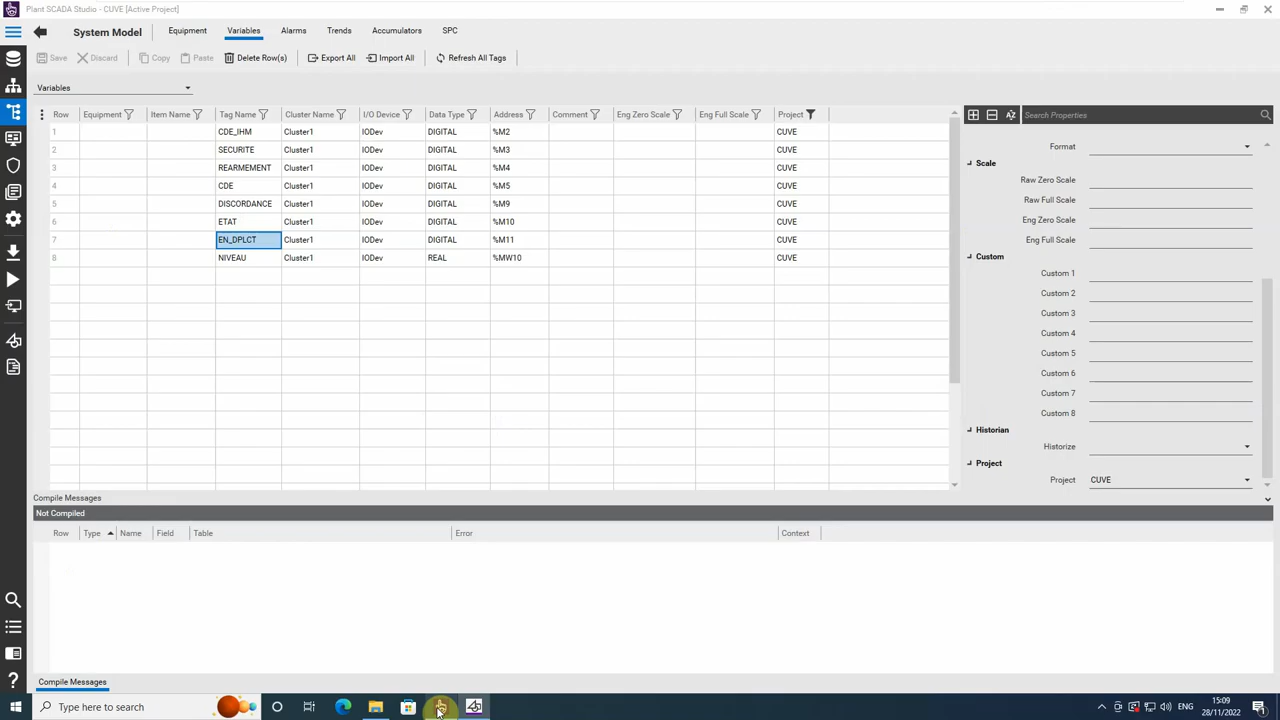 Plant SCADA Studio - CUVE [Active Project]
System Model Equipment Variables Alarms Trends Accumulators SPC
Save Discard Copy Paste Delete Row(s) Export All Import All Refresh All Tags
Variables
Row Equipment Item Name Tag Name Cluster Name I/O Device Data Type Address Comment Eng Zero Scale Eng Full Scale Project
1 CDE_IHM Cluster1 IODev DIGITAL %M2 CUVE
2 SECURITE Cluster1 IODev DIGITAL %M3 CUVE
3 REARMEMENT Cluster1 IODev DIGITAL %M4 CUVE
4 CDE Cluster1 IODev DIGITAL %M5 CUVE
5 DISCORDANCE Cluster1 IODev DIGITAL %M9 CUVE
6 ETAT Cluster1 IODev DIGITAL %M10 CUVE
7 EN_DPLCT Cluster1 IODev DIGITAL %M11 CUVE
8 NIVEAU Cluster1 IODev REAL %MW10 CUVE
Search Properties
Format
Scale
Raw Zero Scale
Raw Full Scale
Eng Zero Scale
Eng Full Scale
Custom
Custom 1
Custom 2
Custom 3
Custom 4
Custom 5
Custom 6
Custom 7
Custom 8
Historian
Historize
Project
Project CUVE
Compile Messages
Not Compiled
Row Type Name Field Table Error Context
Compile Messages
Type here to search
ENG
15:09
28/11/2022